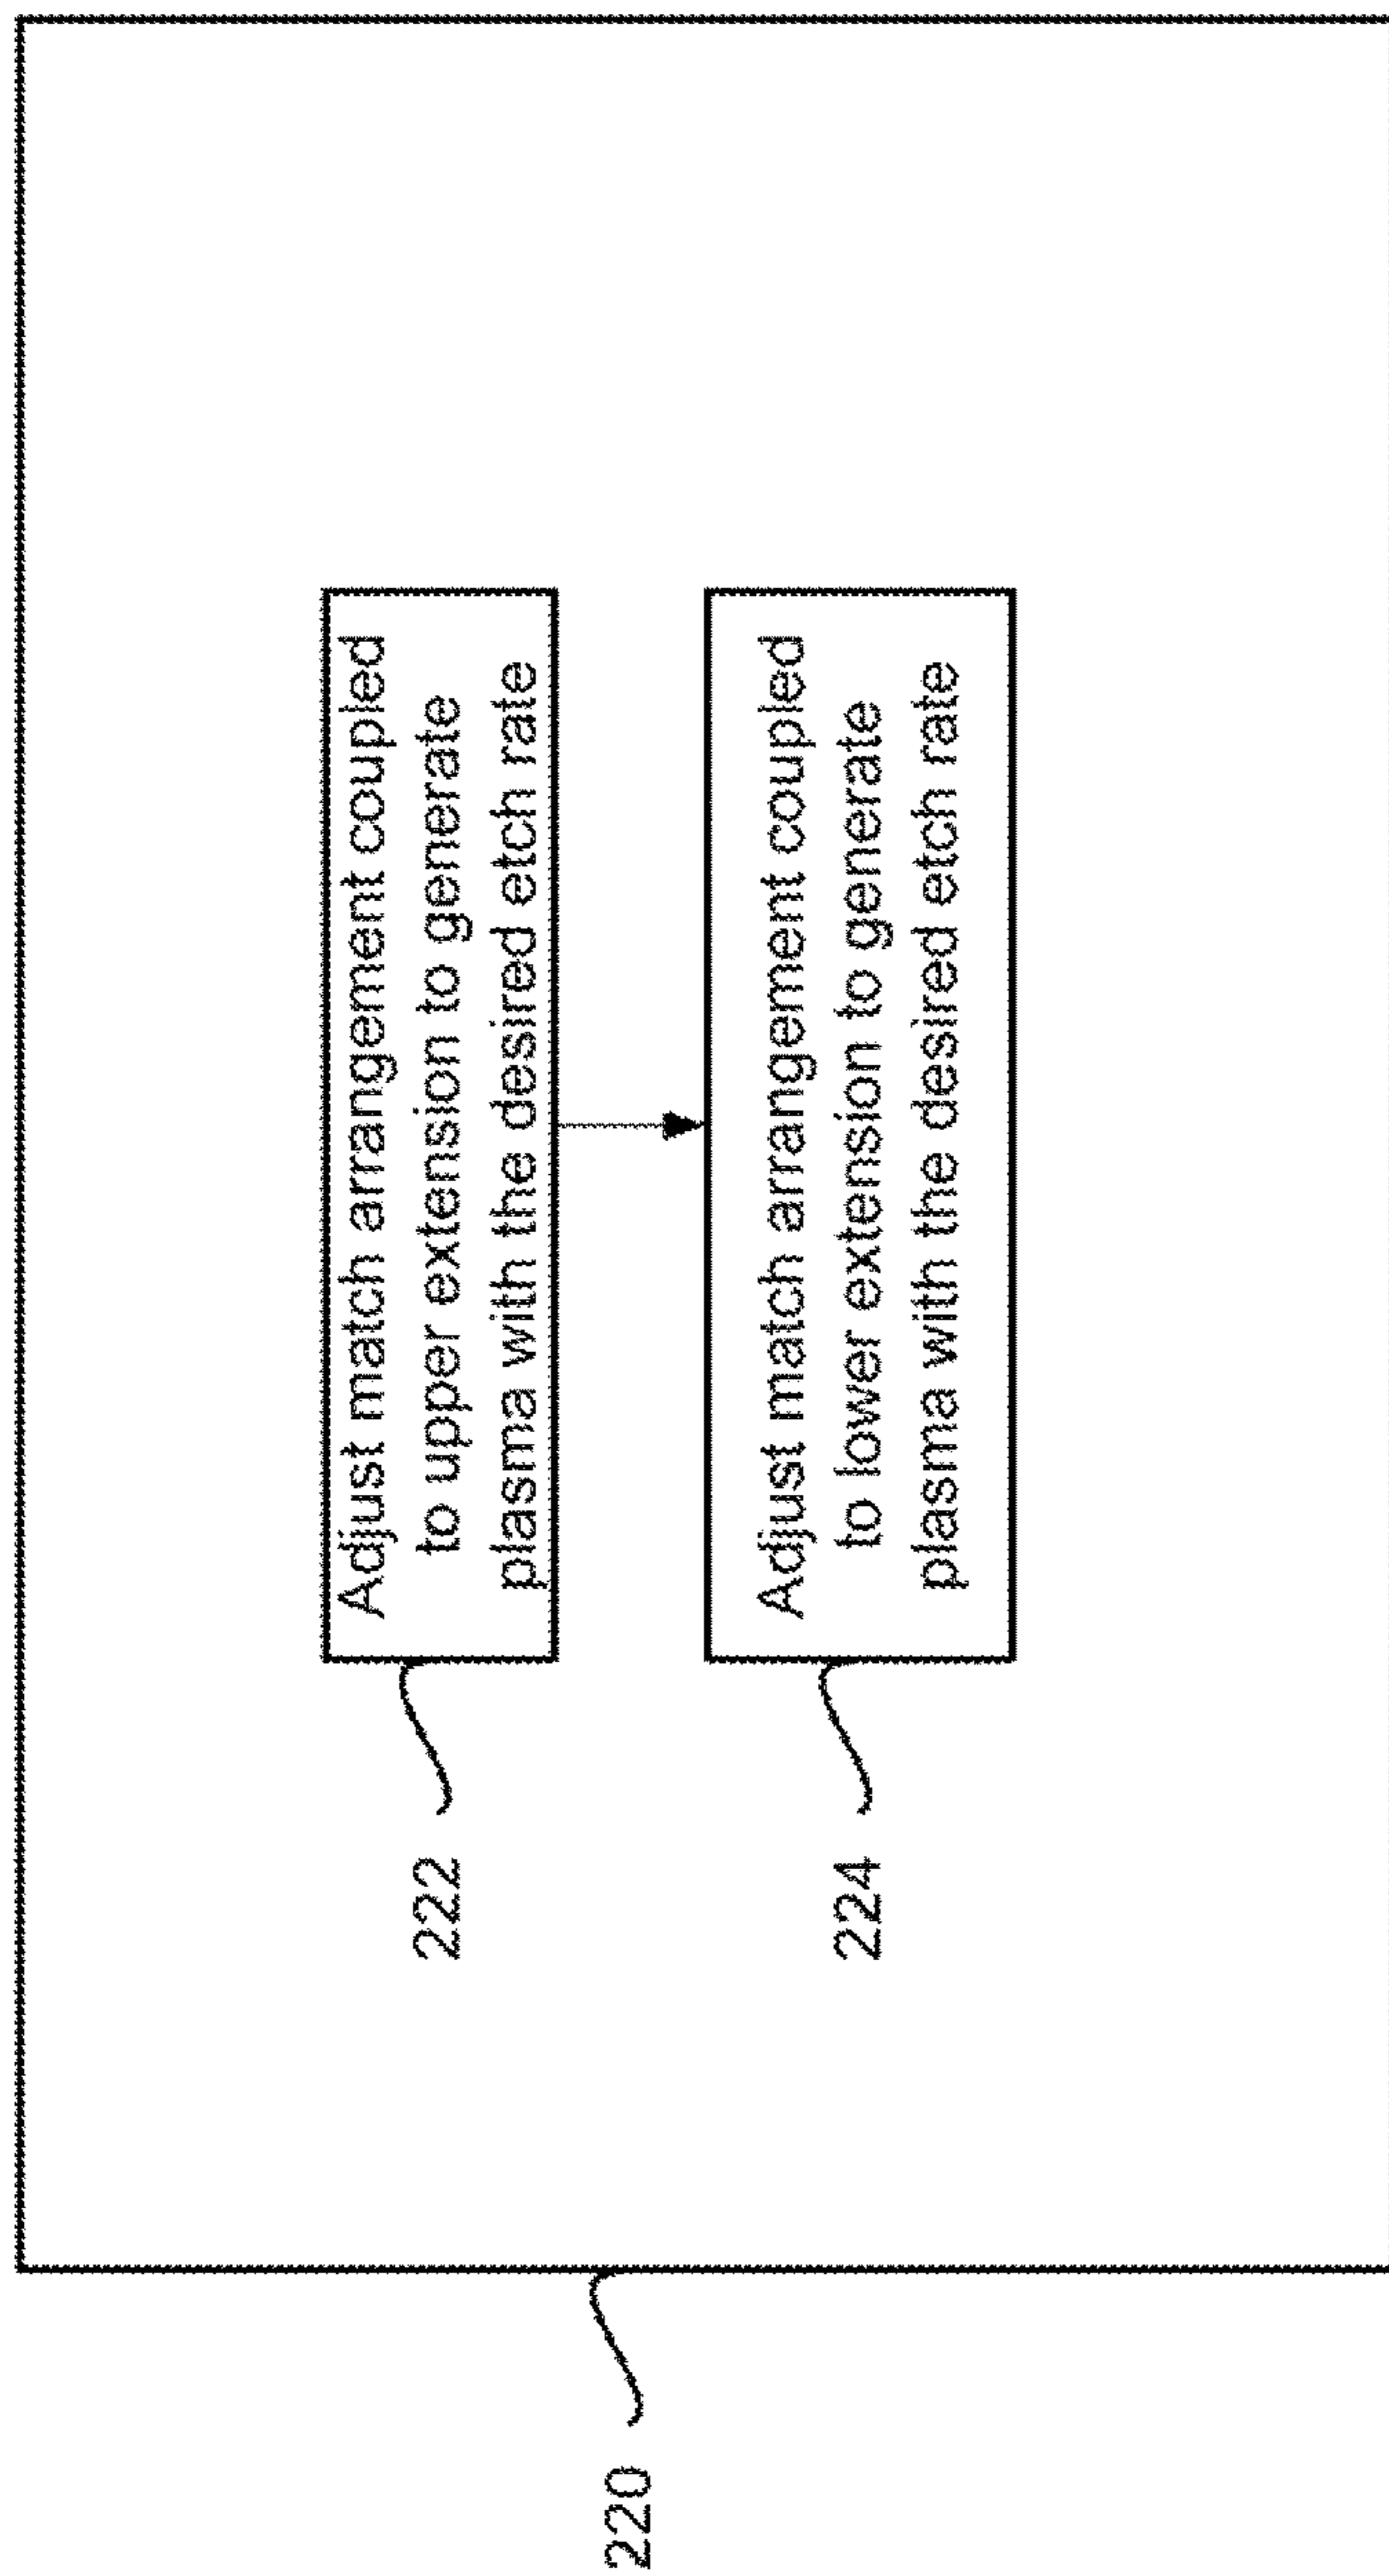 220
222
Adjust match arrangement coupled
to upper extension to generate
plasma with the desired etch rate
224
Adjust match arrangement coupled
to lower extension to generate
plasma with the desired etch rate